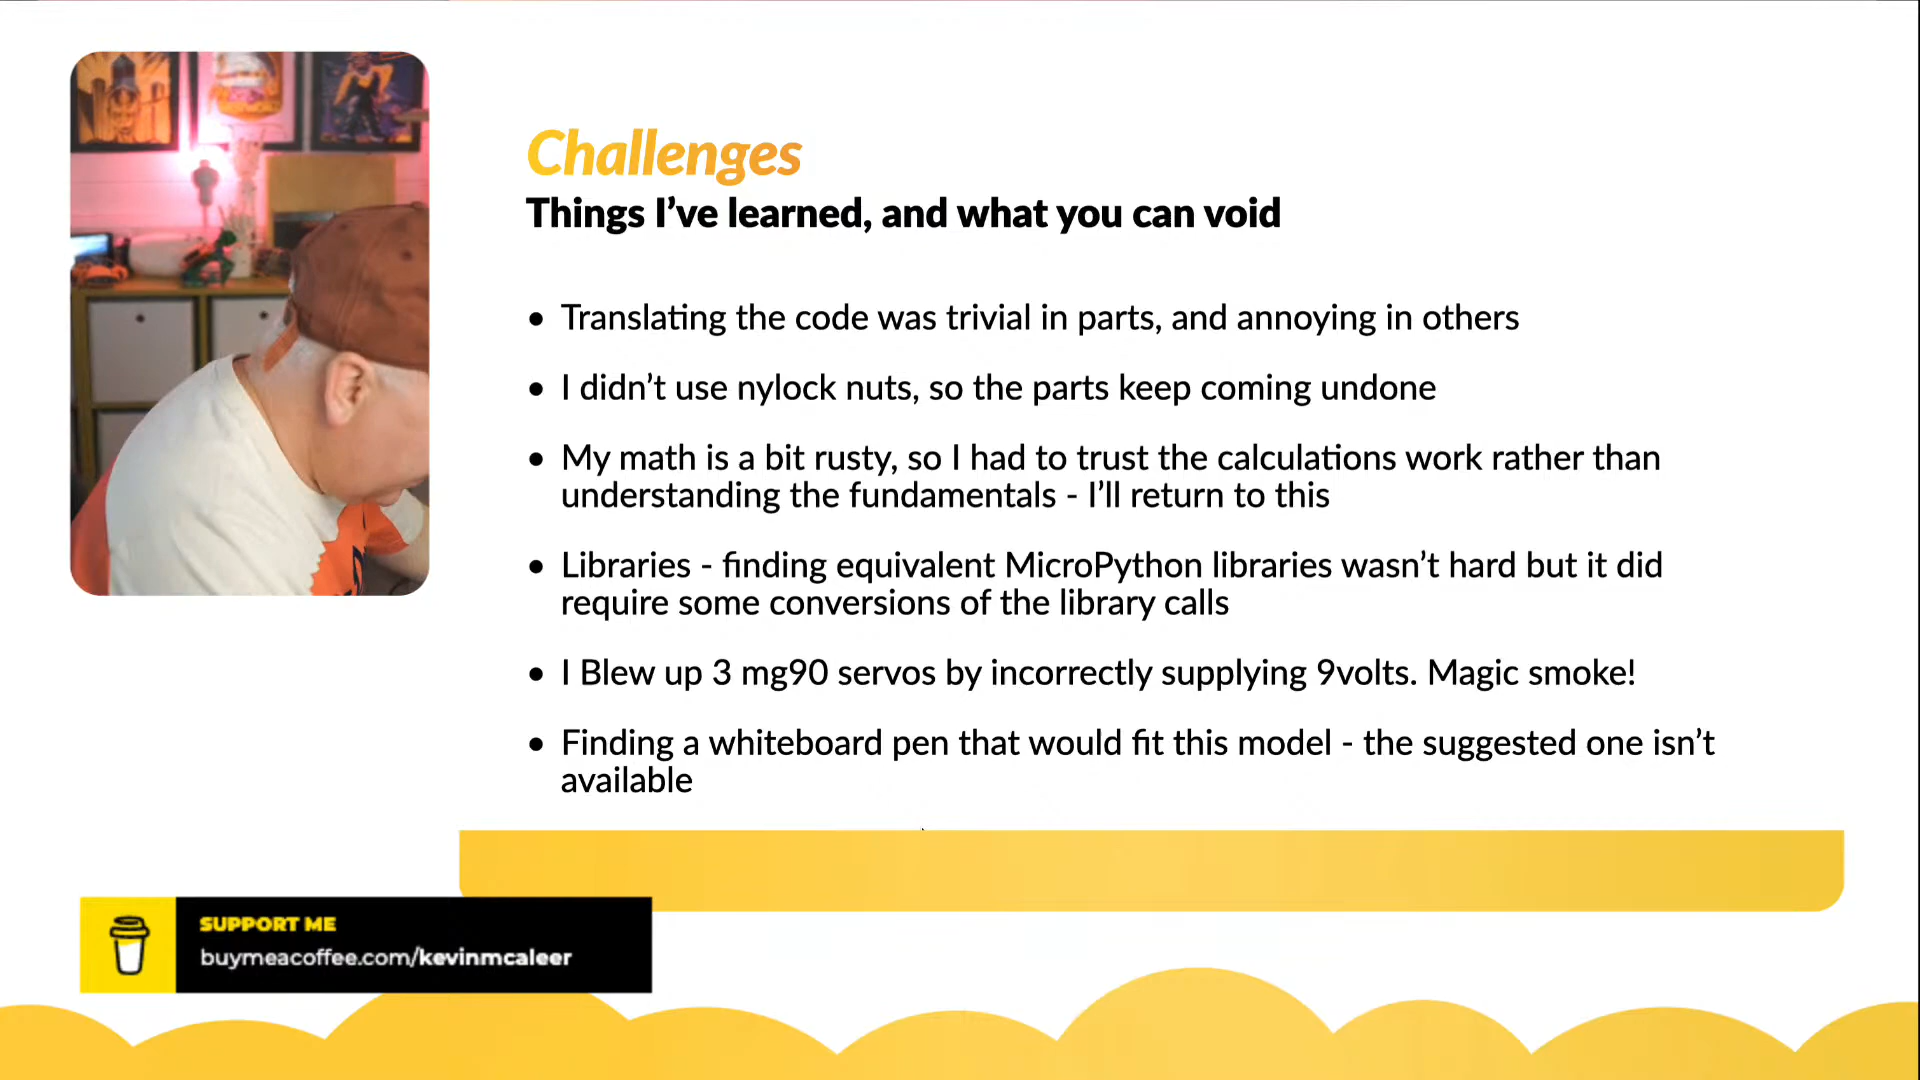 Challenges
Things I’ve learned, and what you can void
• Translating the code was trivial in parts, and annoying in others
• I didn’t use nylock nuts, so the parts keep coming undone
• My math is a bit rusty, so I had to trust the calculations work rather than
understanding the fundamentals - I’ll return to this
• Libraries - finding equivalent MicroPython libraries wasn’t hard but it did
require some conversions of the library calls
• I Blew up 3 mg90 servos by incorrectly supplying 9volts. Magic smoke!
• Finding a whiteboard pen that would fit this model - the suggested one isn’t
available
SUPPORT ME
buymeacoffee.com/kevinmcaleer